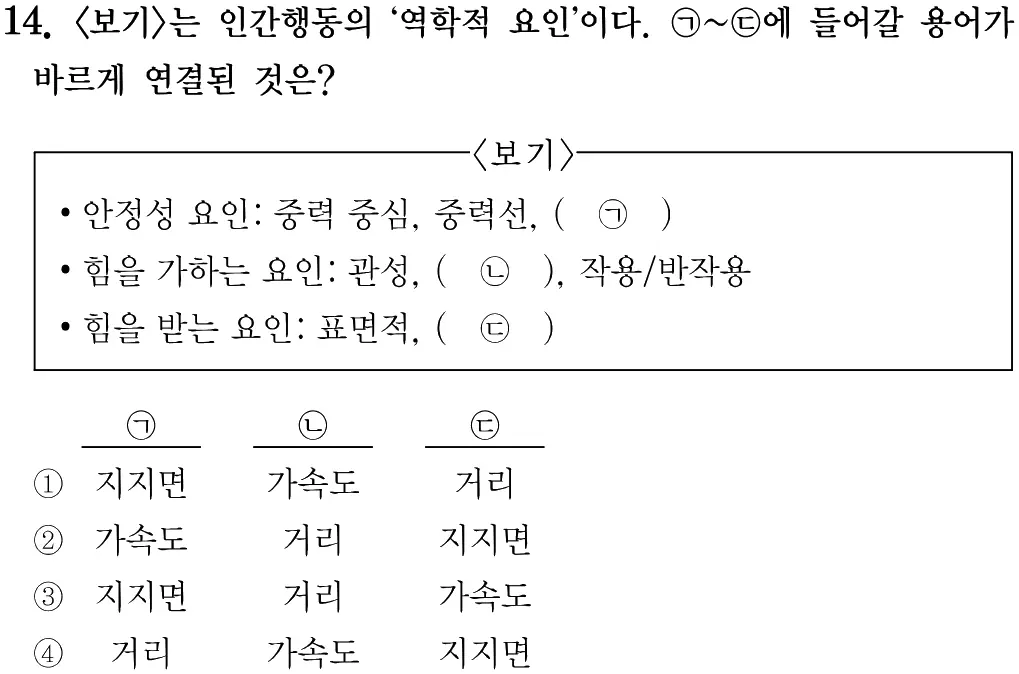 14. 〈보기〉는 인간행동의 ‘역학적 요인’이다. ㉠~㉢에 들어갈 용어가
바르게 연결된 것은?
〈보기〉
• 안정성 요인: 중력 중심, 중력선, ( ㉠ )
• 힘을 가하는 요인: 관성, ( ㉡ ), 작용/반작용
• 힘을 받는 요인: 표면적, ( ㉢ )
㉠ ㉡ ㉢
① 지지면 가속도 거리
② 가속도 거리 지지면
③ 지지면 거리 가속도
④ 거리 가속도 지지면